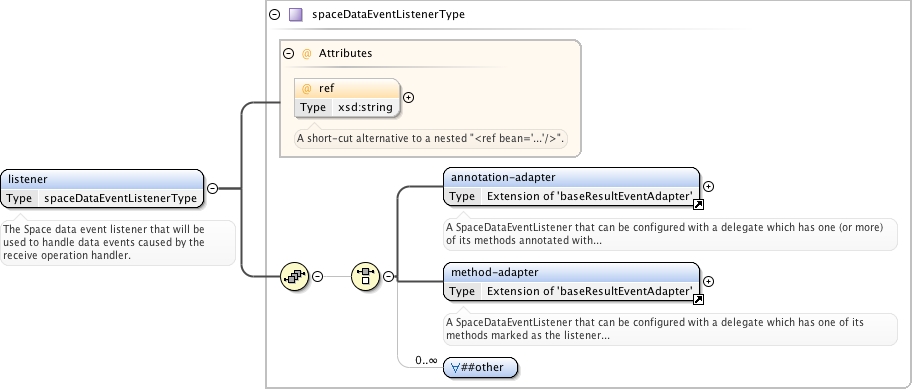 spaceDataEventListenerType
@ Attributes
@ ref
Type xsd:string
A short-cut alternative to a nested "<ref bean='...'/>".
listener
Type spaceDataEventListenerType
The Space data event listener that will be
used to handle data events caused by the
receive operation handler.
annotation-adapter
Type Extension of 'baseResultEventAdapter'
A SpaceDataEventListener that can be configured with a delegate which has one (or more)
of its methods annotated with...
method-adapter
Type Extension of 'baseResultEventAdapter'
A SpaceDataEventListener that can be configured with a delegate which has one of its
methods marked as the listener...
0..∞
∀##other